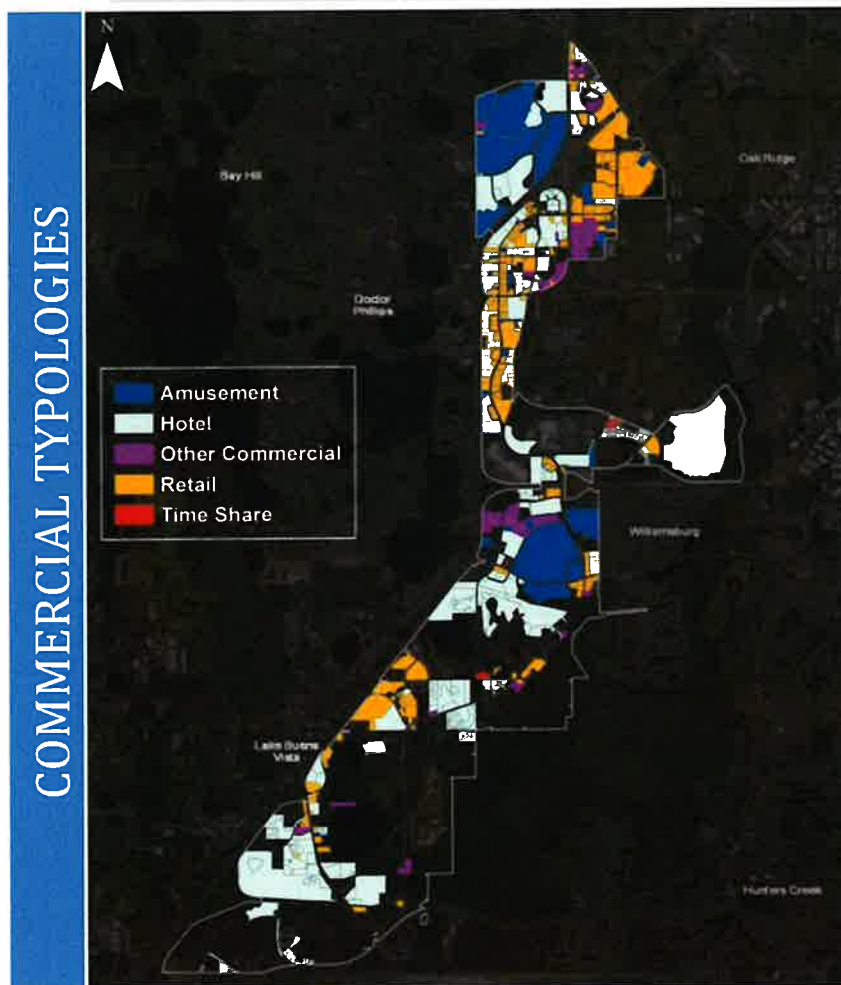 COMMERCIAL TYPOLOGIES
N
Bay Hill
Oak Ridge
Doctor
Phillips
Amusement
Hotel
Other Commercial
Retail
Time Share
Williamsburg
Lake Buena
Vista
Hunters Creek